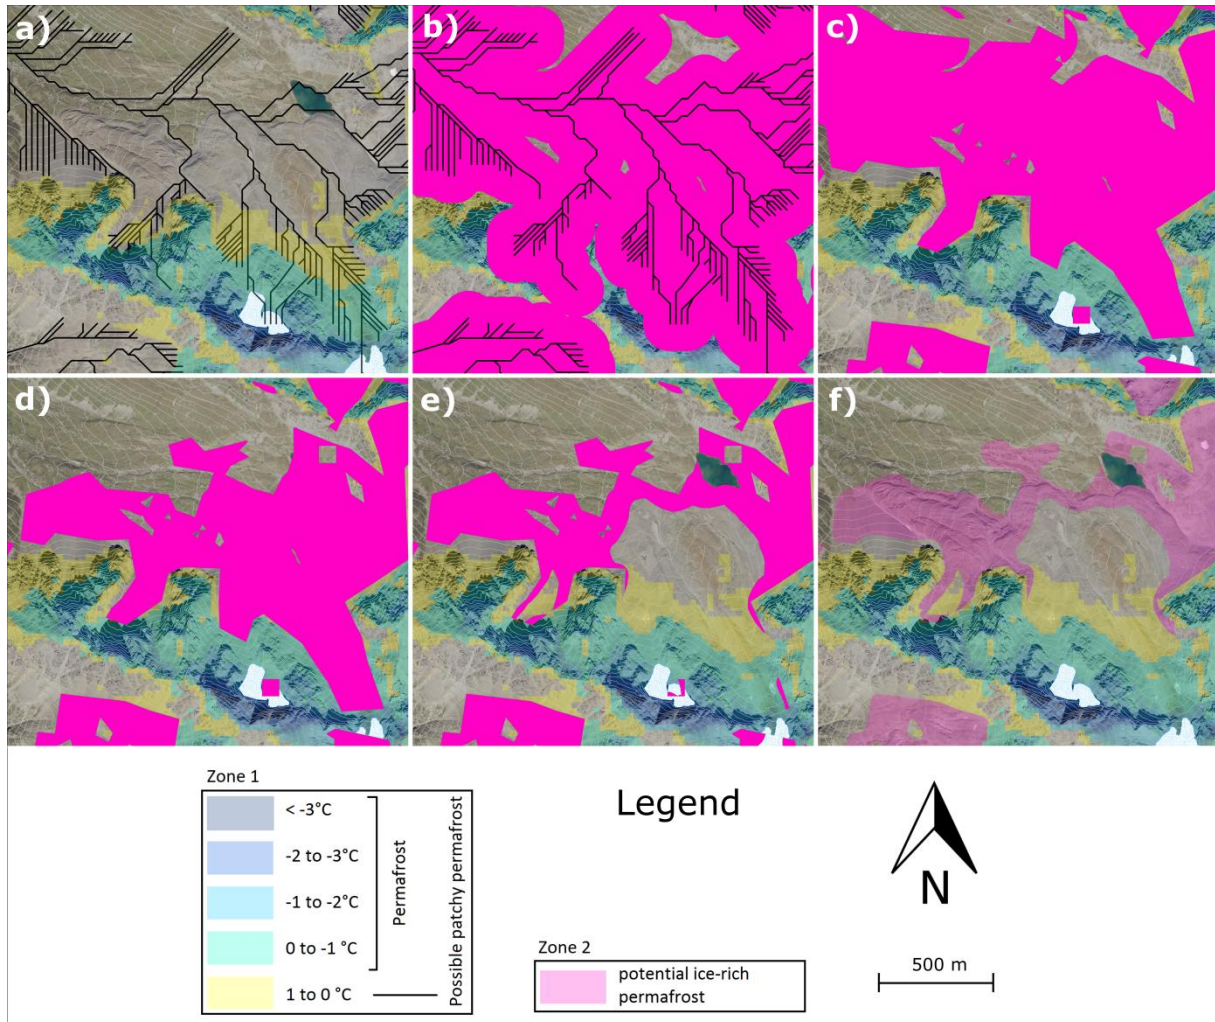 a)
b)
c)
d)
e)
f)
Zone 1
< -3°C
-2 to -3°C
-1 to -2°C
0 to -1 °C
1 to 0 °C
Permafrost
Possible patchy permafrost
Legend
Zone 2
potential ice-rich
permafrost
N
500 m